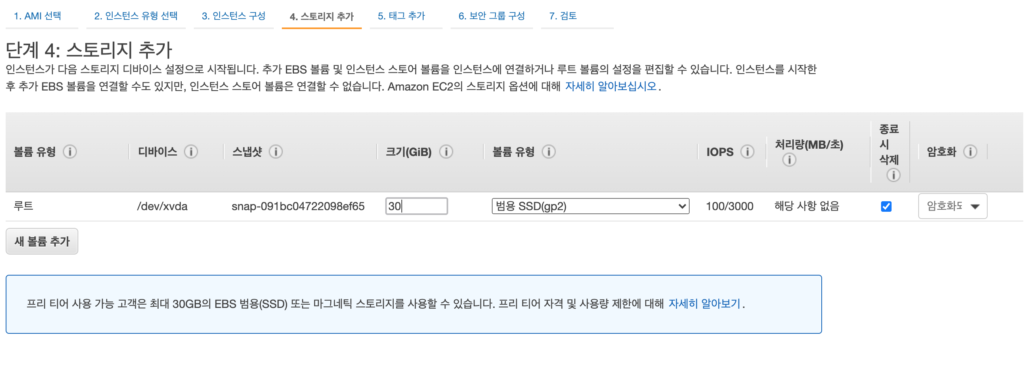 1. AMI 선택 2. 인스턴스 유형 선택 3. 인스턴스 구성 4. 스토리지 추가 5. 태그 추가 6. 보안 그룹 구성 7. 검토
단계 4: 스토리지 추가
인스턴스가 다음 스토리지 디바이스 설정으로 시작됩니다. 추가 EBS 볼륨 및 인스턴스 스토어 볼륨을 인스턴스에 연결하거나 루트 볼륨의 설정을 편집할 수 있습니다. 인스턴스를 시작한
후 추가 EBS 볼륨을 연결할 수도 있지만, 인스턴스 스토어 볼륨은 연결할 수 없습니다. Amazon EC2의 스토리지 옵션에 대해 자세히 알아보십시오.
볼륨 유형 디바이스 스냅샷 크기(GiB) 볼륨 유형 IOPS 처리량(MB/초) 종료 시 삭제 암호화
루트 /dev/xvda snap-091bc04722098ef65 30 범용 SSD(gp2) 100/3000 해당 사항 없음
새 볼륨 추가
프리 티어 사용 가능 고객은 최대 30GB의 EBS 범용(SSD) 또는 마그네틱 스토리지를 사용할 수 있습니다. 프리 티어 자격 및 사용량 제한에 대해 자세히 알아보기.